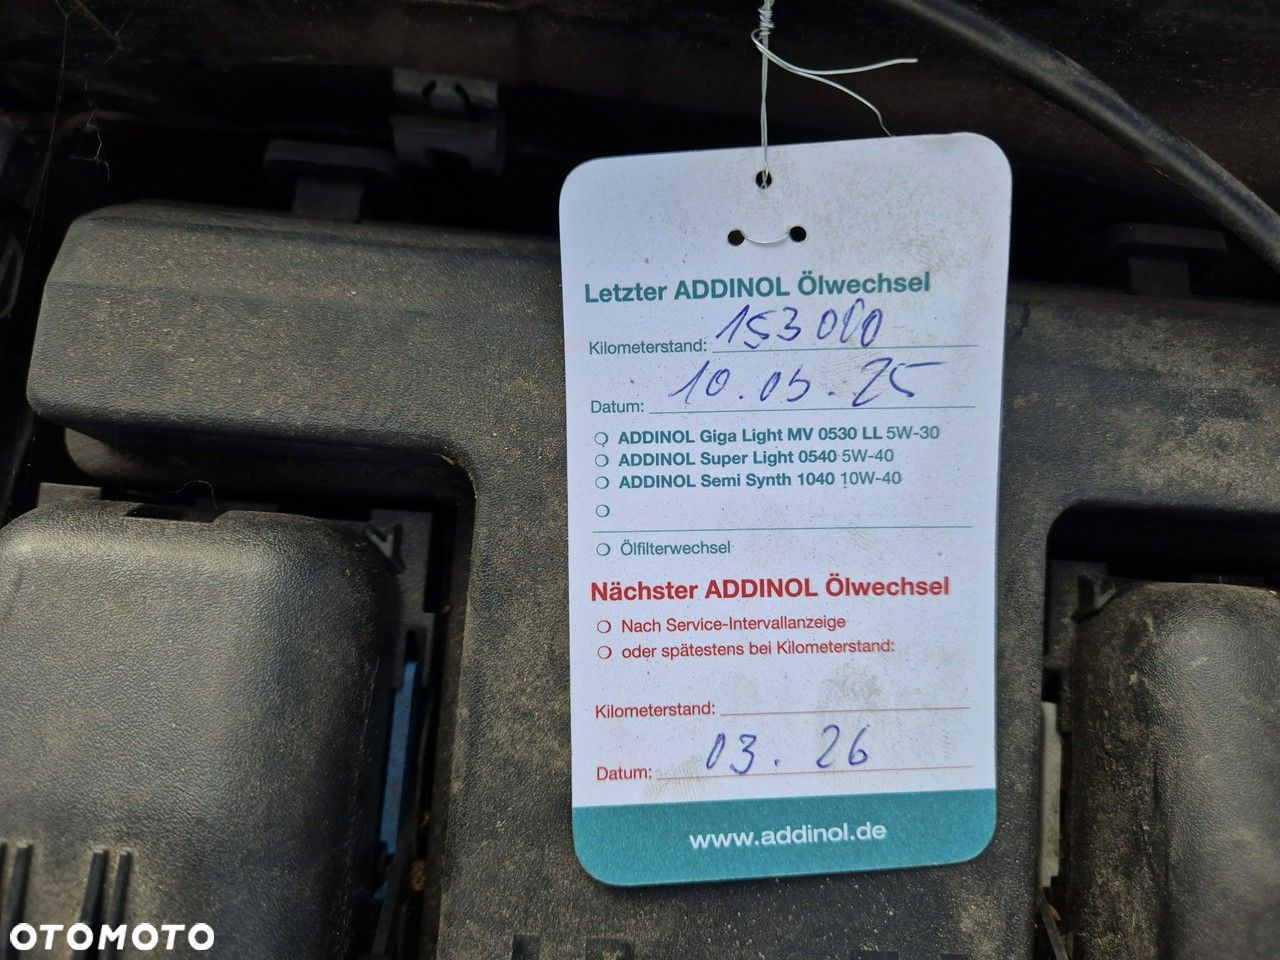 Letzter ADDINOL Ölwechsel
Kilometerstand: 153 000
Datum: 10.05.25
ADDINOL Giga Light MV 0530 LL 5W-30
ADDINOL Super Light 0540 5W-40
ADDINOL Semi Synth 1040 10W-40
Ölfilterwechsel
Nächster ADDINOL Ölwechsel
Nach Service-Intervallanzeige
oder spätestens bei Kilometerstand:
Kilometerstand:
Datum: 03.26
www.addinol.de
OTOMOTO